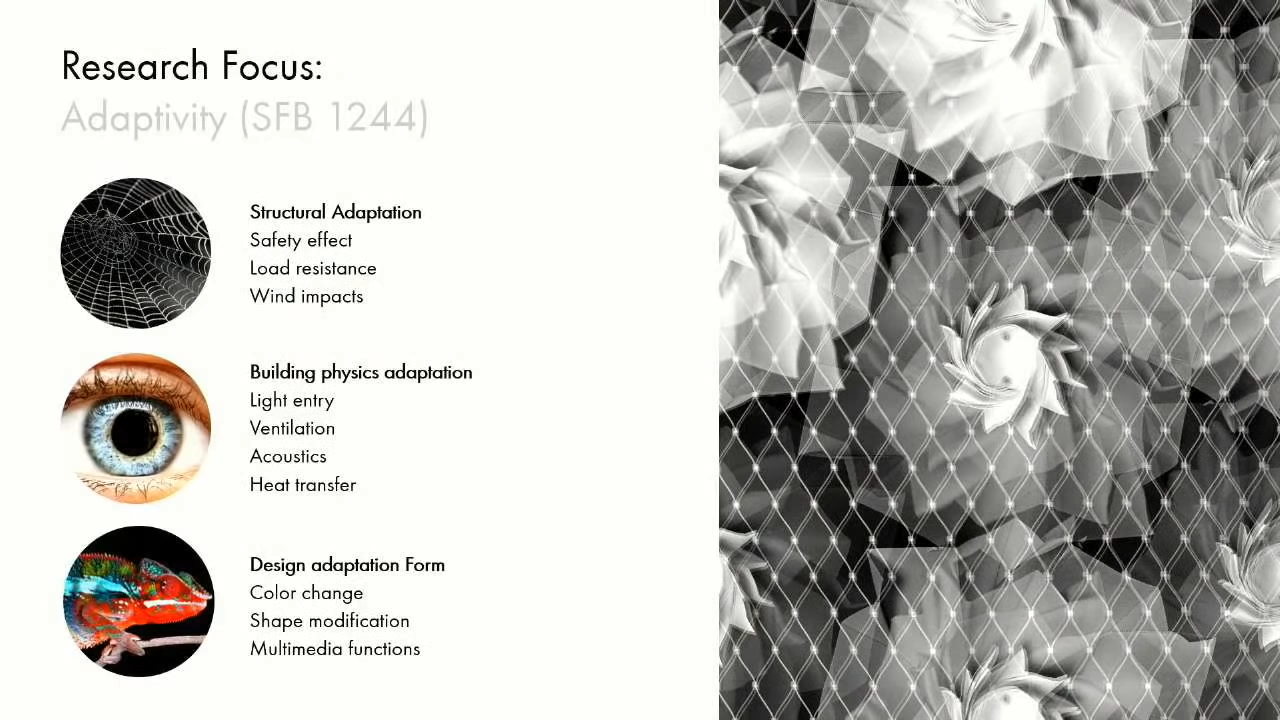 Research Focus:
Adaptivity (SFB 1244)
Structural Adaptation
Safety effect
Load resistance
Wind impacts
Building physics adaptation
Light entry
Ventilation
Acoustics
Heat transfer
Design adaptation Form
Color change
Shape modification
Multimedia functions